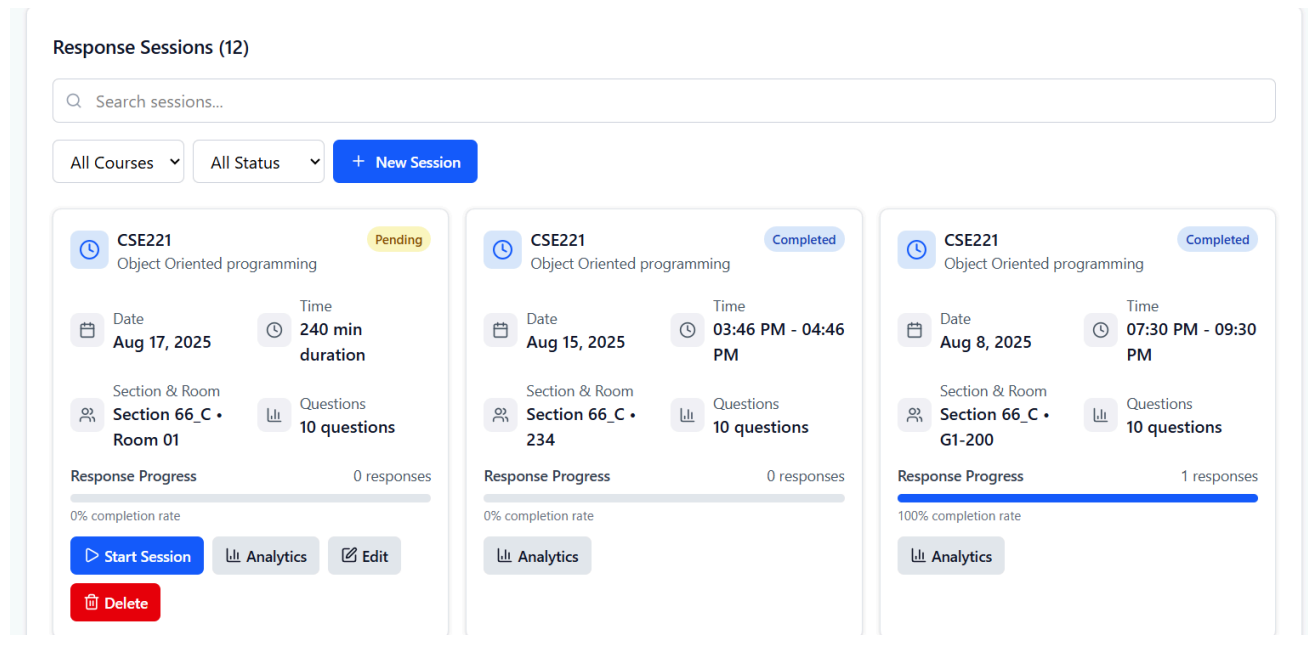 Response Sessions (12)
Search sessions...
All Courses
All Status
+ New Session
CSE221
Pending
Object Oriented programming
Date
Aug 17, 2025
Time
240 min
duration
Section & Room
Section 66_C •
Room 01
Questions
10 questions
Response Progress
0 responses
0% completion rate
Start Session
Analytics
Edit
Delete
CSE221
Completed
Object Oriented programming
Date
Aug 15, 2025
Time
03:46 PM - 04:46
PM
Section & Room
Section 66_C •
234
Questions
10 questions
Response Progress
0 responses
0% completion rate
Analytics
CSE221
Completed
Object Oriented programming
Date
Aug 8, 2025
Time
07:30 PM - 09:30
PM
Section & Room
Section 66_C •
G1-200
Questions
10 questions
Response Progress
1 responses
100% completion rate
Analytics